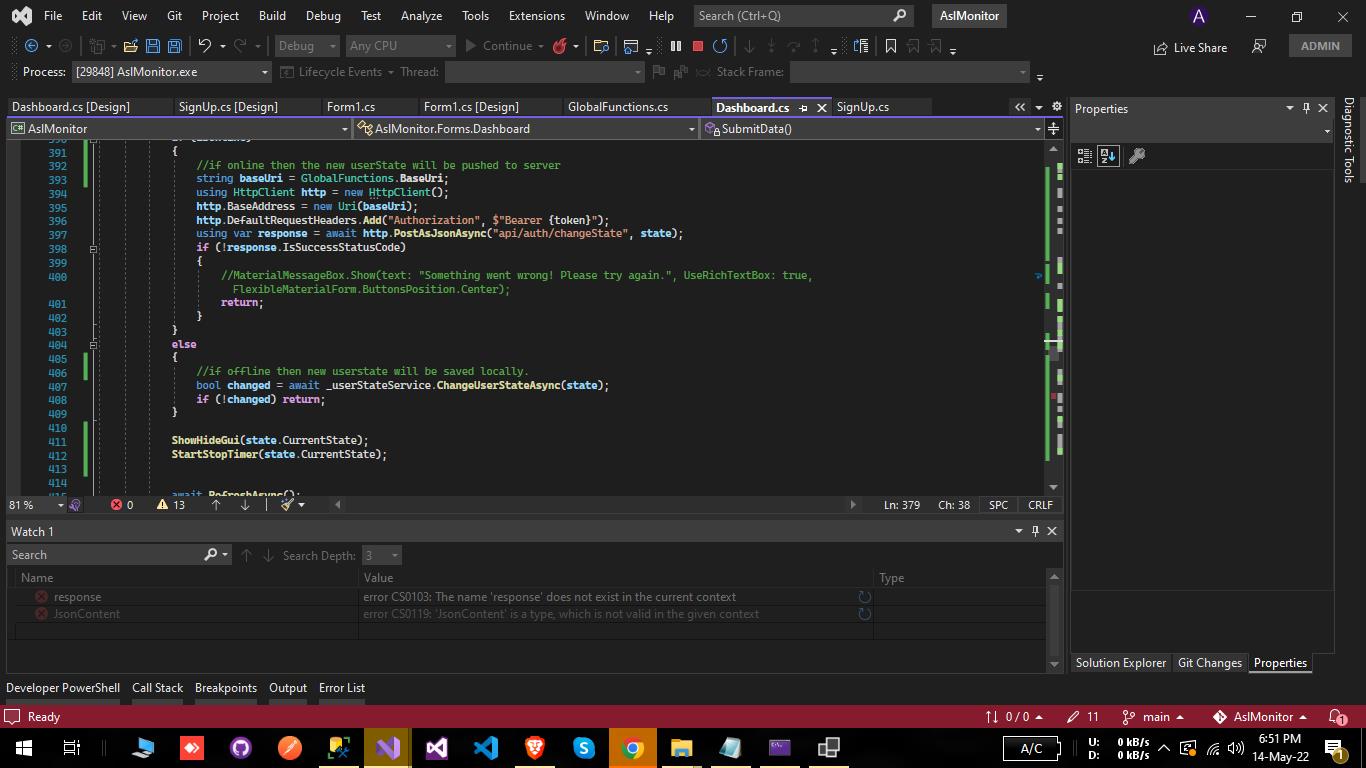 File Edit View Git Project Build Debug Test Analyze Tools Extensions Window Help Search (Ctrl+Q) AslMonitor A
Debug Any CPU Continue Live Share ADMIN
Process: [29848] AslMonitor.exe Lifecycle Events Thread: Stack Frame:
Dashboard.cs [Design] SignUp.cs [Design] Form1.cs Form1.cs [Design] GlobalFunctions.cs Dashboard.cs SignUp.cs Properties
AslMonitor AslMonitor.Forms.Dashboard SubmitData()
391 {
392 //if online then the new userState will be pushed to server
393 string baseUri = GlobalFunctions.BaseUri;
394 using HttpClient http = new HttpClient();
395 http.BaseAddress = new Uri(baseUri);
396 http.DefaultRequestHeaders.Add("Authorization", $"Bearer {token}");
397 using var response = await http.PostAsJsonAsync("api/auth/changeState", state);
398 if (!response.IsSuccessStatusCode)
399 {
400 //MaterialMessageBox.Show(text: "Something went wrong! Please try again.", UseRichTextBox: true,
FlexibleMaterialForm.ButtonsPosition.Center);
401 return;
402 }
403 }
404 else
405 {
406 //if offline then new userstate will be saved locally.
407 bool changed = await _userStateService.ChangeUserStateAsync(state);
408 if (!changed) return;
409 }
410
411 ShowHideGui(state.CurrentState);
412 StartStopTimer(state.CurrentState);
413
414
415 await RefreshAsync();
81 % 0 13 Ln: 379 Ch: 38 SPC CRLF
Watch 1
Search Search Depth: 3
Name Value Type
response error CS0103: The name 'response' does not exist in the current context
JsonContent error CS0119: 'JsonContent' is a type, which is not valid in the given context
Solution Explorer Git Changes Properties
Diagnostic Tools
Developer PowerShell Call Stack Breakpoints Output Error List
Ready 0 / 0 11 main AslMonitor 1
A/C U: 0 kB/s D: 0 kB/s 6:51 PM 14-May-22 1